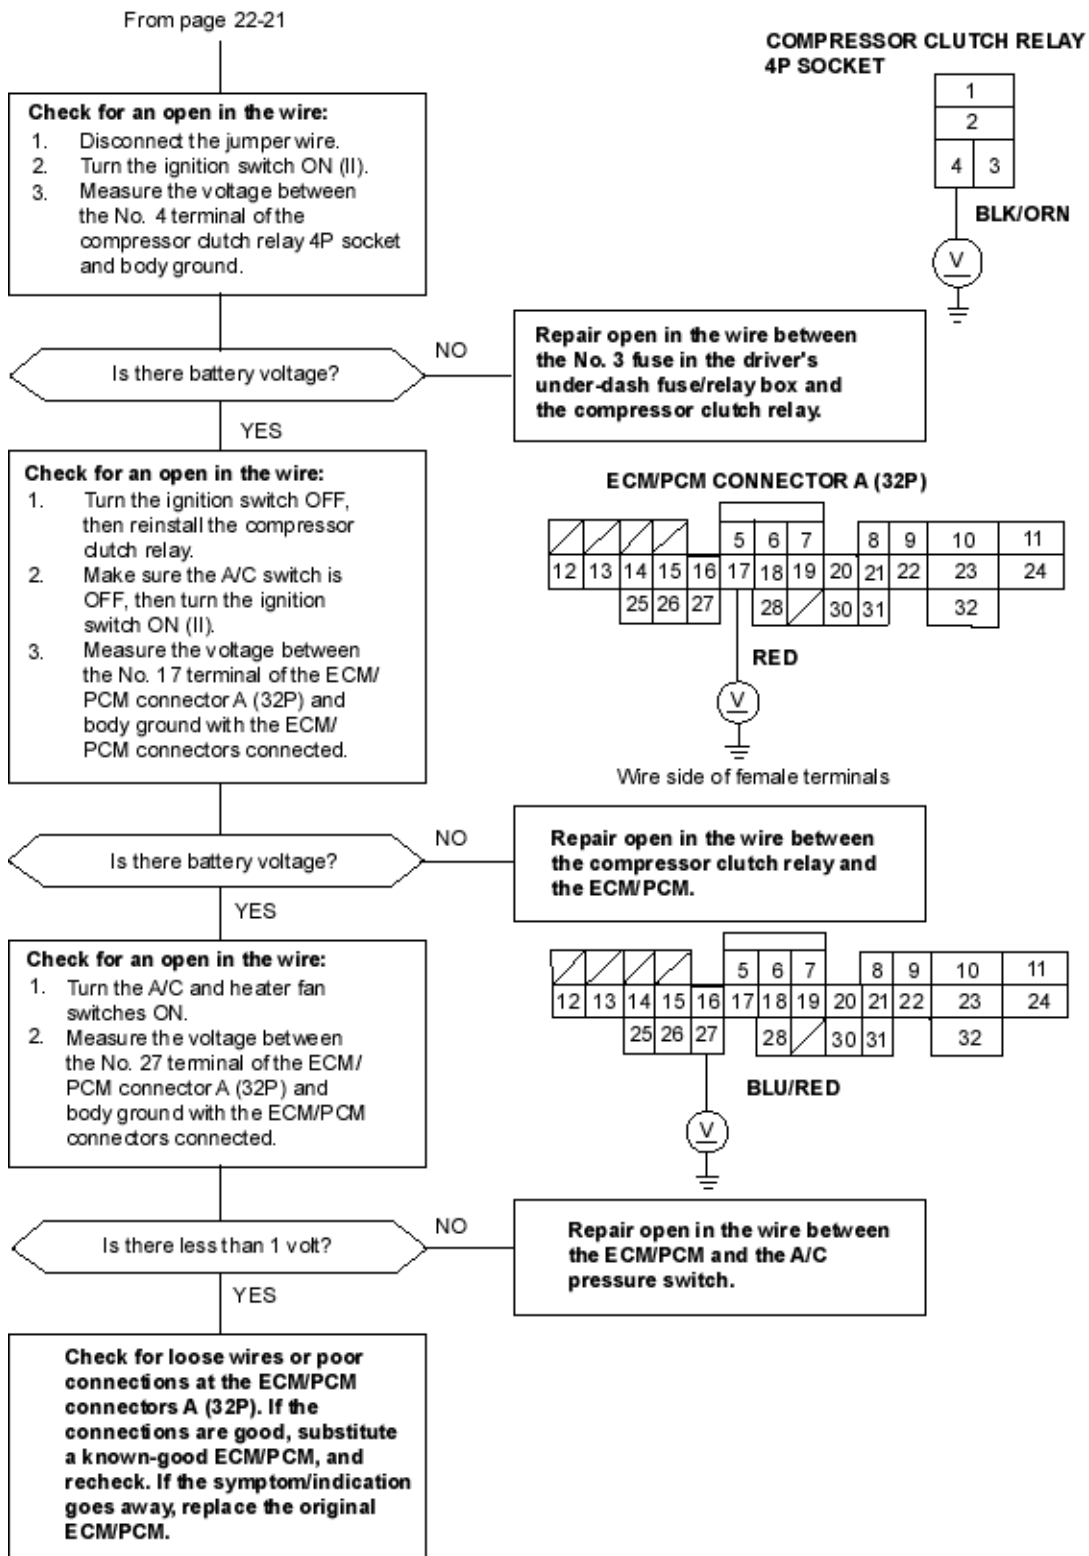 From page 22-21
COMPRESSOR CLUTCH RELAY
4P SOCKET
1
2
4 3
BLK/ORN
V
Check for an open in the wire:
1. Disconnect the jumper wire.
2. Turn the ignition switch ON (II).
3. Measure the voltage between
the No. 4 terminal of the
compressor clutch relay 4P socket
and body ground.
Is there battery voltage?
NO
Repair open in the wire between
the No. 3 fuse in the driver's
under-dash fuse/relay box and
the compressor clutch relay.
YES
Check for an open in the wire:
1. Turn the ignition switch OFF,
then reinstall the compressor
clutch relay.
2. Make sure the A/C switch is
OFF, then turn the ignition
switch ON (II).
3. Measure the voltage between
the No. 17 terminal of the ECM/
PCM connector A (32P) and
body ground with the ECM/
PCM connectors connected.
ECM/PCM CONNECTOR A (32P)
5 6 7 8 9 10 11
12 13 14 15 16 17 18 19 20 21 22 23 24
25 26 27 28 30 31 32
RED
V
Wire side of female terminals
Is there battery voltage?
NO
Repair open in the wire between
the compressor clutch relay and
the ECM/PCM.
YES
Check for an open in the wire:
1. Turn the A/C and heater fan
switches ON.
2. Measure the voltage between
the No. 27 terminal of the ECM/
PCM connector A (32P) and
body ground with the ECM/PCM
connectors connected.
5 6 7 8 9 10 11
12 13 14 15 16 17 18 19 20 21 22 23 24
25 26 27 28 30 31 32
BLU/RED
V
Is there less than 1 volt?
NO
Repair open in the wire between
the ECM/PCM and the A/C
pressure switch.
YES
Check for loose wires or poor
connections at the ECM/PCM
connectors A (32P). If the
connections are good, substitute
a known-good ECM/PCM, and
recheck. If the symptom/indication
goes away, replace the original
ECM/PCM.